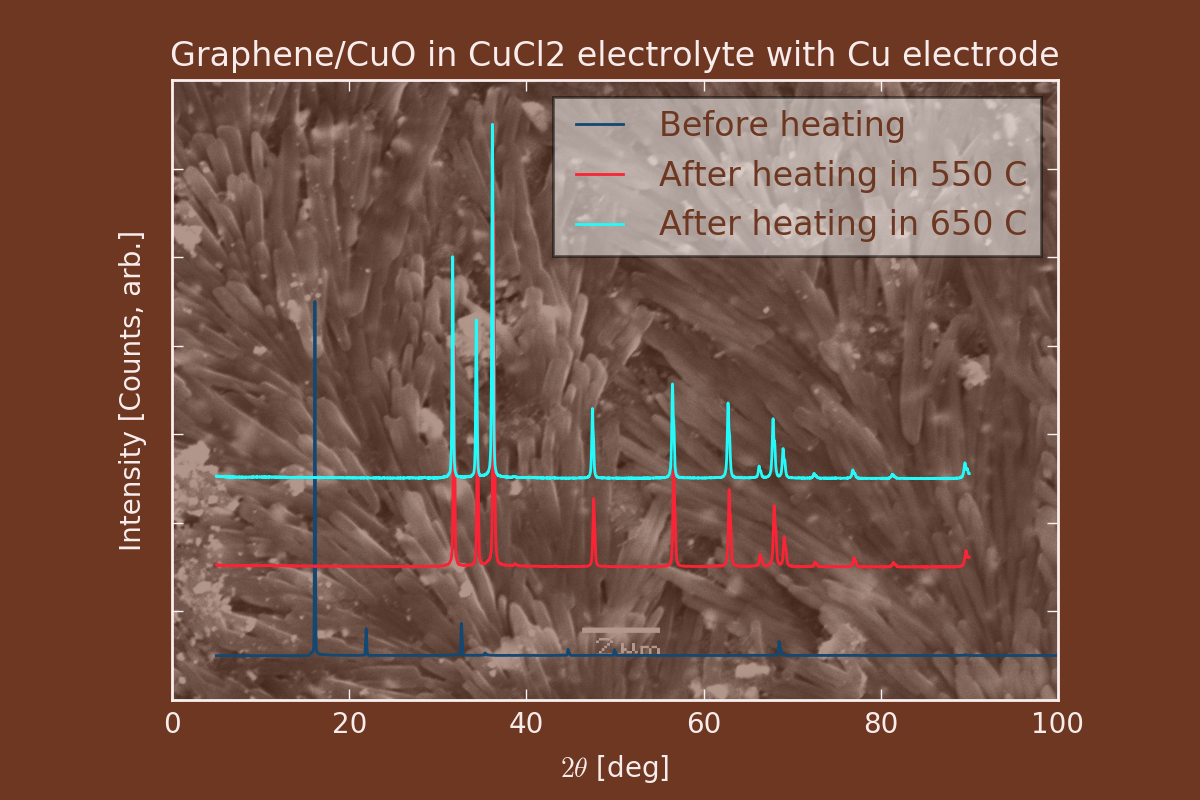 Graphene/CuO in CuCl2 electrolyte with Cu electrode
Before heating
After heating in 550 C
After heating in 650 C
Intensity [Counts, arb.]
2 µm
0 20 40 60 80 100
2θ [deg]